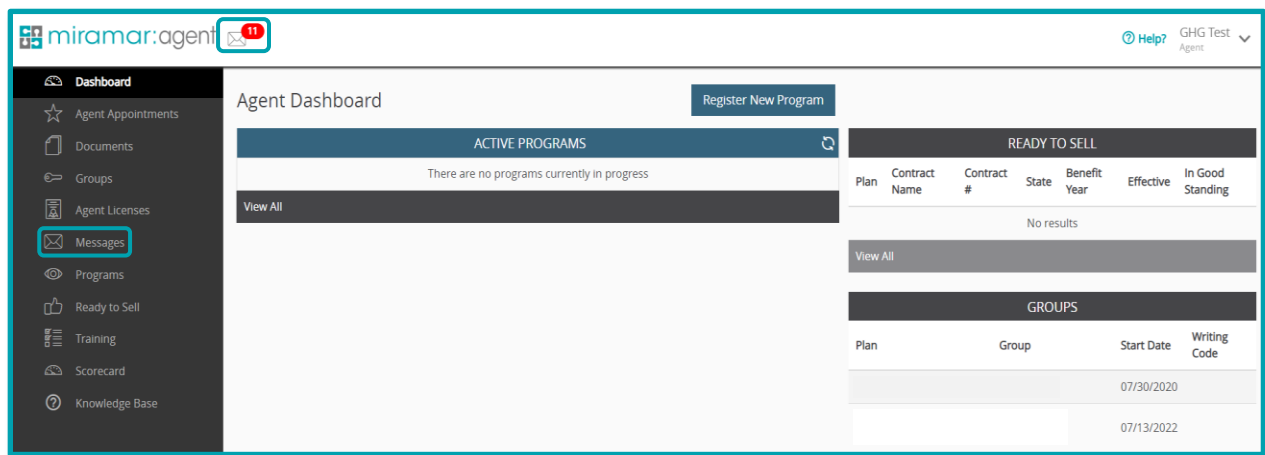 miramar:agent 11
Help? GHG Test
Agent
Dashboard
Agent Appointments
Documents
Groups
Agent Licenses
Messages
Programs
Ready to Sell
Training
Scorecard
Knowledge Base
Agent Dashboard
Register New Program
ACTIVE PROGRAMS
There are no programs currently in progress
View All
READY TO SELL
Plan Contract Name Contract # State Benefit Year Effective In Good Standing
No results
View All
GROUPS
Plan Group Start Date Writing Code
07/30/2020
07/13/2022